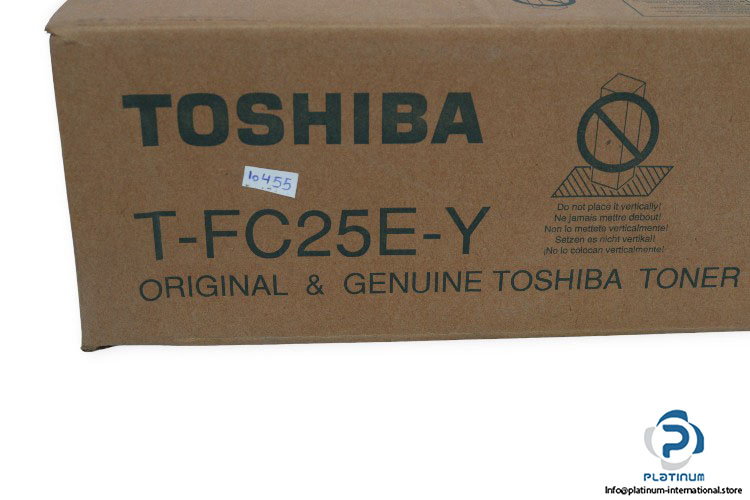 TOSHIBA
10455
T-FC25E-Y
ORIGINAL & GENUINE TOSHIBA TONER
Do not place it vertically!
Ne jamais mettre debout!
Non lo mettete verticalmente!
Setzen es nicht vertikal!
¡No lo colocan verticalmente!
PLATINUM
Info@platinum-international.store